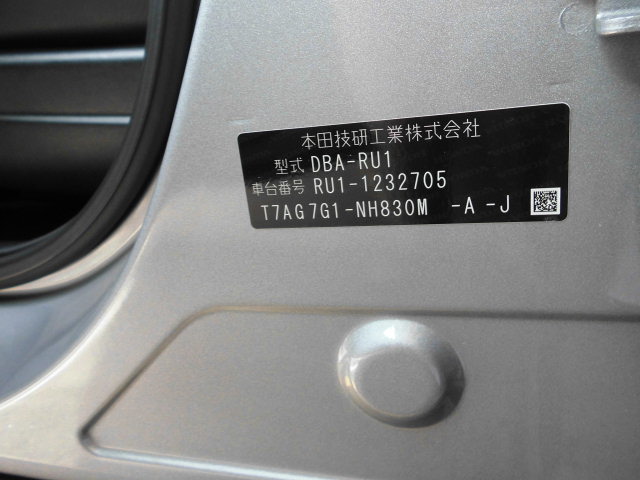 本田技研工業株式会社
型式 DBA-RU1
車台番号 RU1-1232705
T7AG7G1-NH830M -A -J